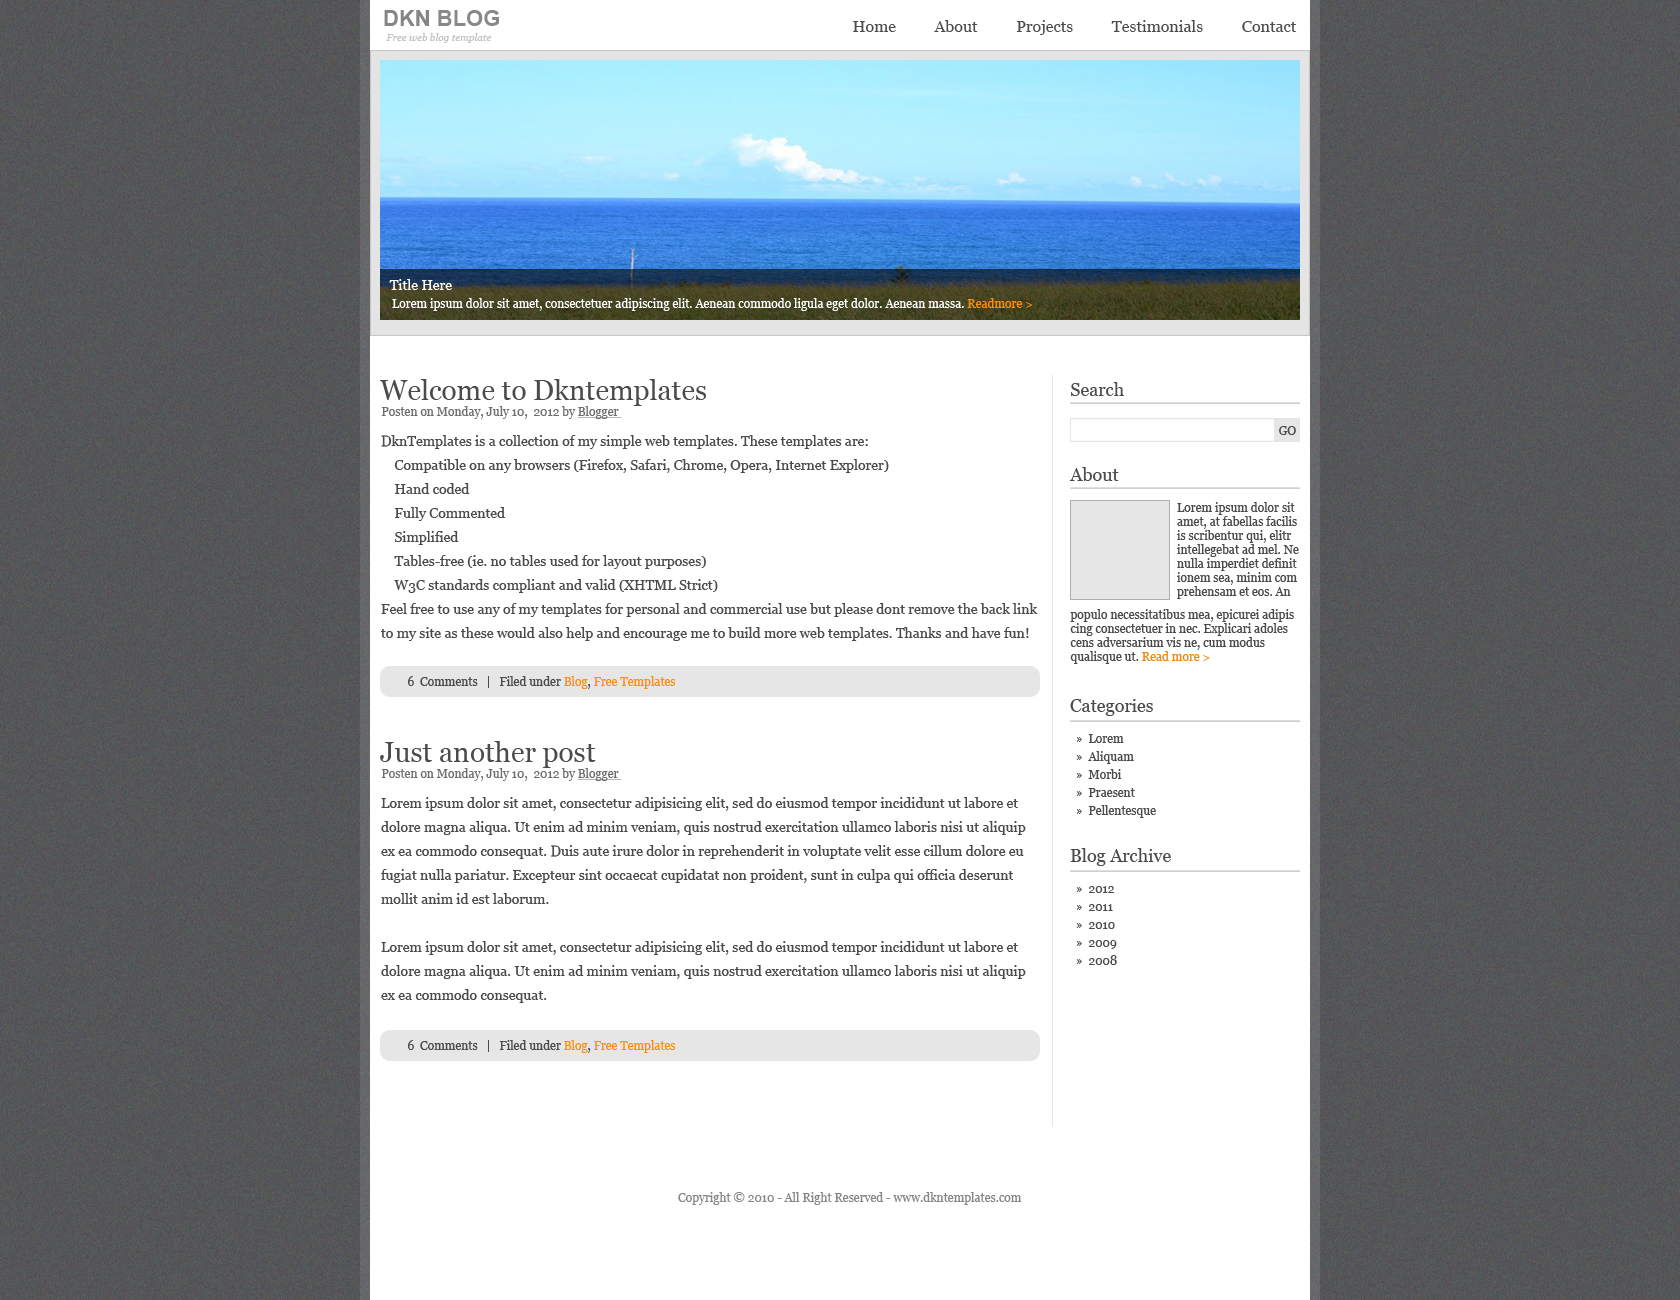 DKN BLOG
Free web blog template
Home About Projects Testimonials Contact
Title Here
Lorem ipsum dolor sit amet, consectetuer adipiscing elit. Aenean commodo ligula eget dolor. Aenean massa. Readmore >
Welcome to Dkntemplates
Posten on Monday, July 10, 2012 by Blogger
DknTemplates is a collection of my simple web templates. These templates are:
Compatible on any browsers (Firefox, Safari, Chrome, Opera, Internet Explorer)
Hand coded
Fully Commented
Simplified
Tables-free (ie. no tables used for layout purposes)
W3C standards compliant and valid (XHTML Strict)
Feel free to use any of my templates for personal and commercial use but please dont remove the back link
to my site as these would also help and encourage me to build more web templates. Thanks and have fun!
6 Comments | Filed under Blog, Free Templates
Just another post
Posten on Monday, July 10, 2012 by Blogger
Lorem ipsum dolor sit amet, consectetur adipisicing elit, sed do eiusmod tempor incididunt ut labore et
dolore magna aliqua. Ut enim ad minim veniam, quis nostrud exercitation ullamco laboris nisi ut aliquip
ex ea commodo consequat. Duis aute irure dolor in reprehenderit in voluptate velit esse cillum dolore eu
fugiat nulla pariatur. Excepteur sint occaecat cupidatat non proident, sunt in culpa qui officia deserunt
mollit anim id est laborum.
Lorem ipsum dolor sit amet, consectetur adipisicing elit, sed do eiusmod tempor incididunt ut labore et
dolore magna aliqua. Ut enim ad minim veniam, quis nostrud exercitation ullamco laboris nisi ut aliquip
ex ea commodo consequat.
6 Comments | Filed under Blog, Free Templates
Search
GO
About
Lorem ipsum dolor sit
amet, at fabellas facilis
is scribentur qui, elitr
intellegebat ad mel. Ne
nulla imperdiet definit
ionem sea, minim com
prehensam et eos. An
populo necessitatibus mea, epicurei adipis
cing consectetuer in nec. Explicari adoles
cens adversarium vis ne, cum modus
qualisque ut. Read more >
Categories
» Lorem
» Aliquam
» Morbi
» Praesent
» Pellentesque
Blog Archive
» 2012
» 2011
» 2010
» 2009
» 2008
Copyright © 2010 - All Right Reserved - www.dkntemplates.com